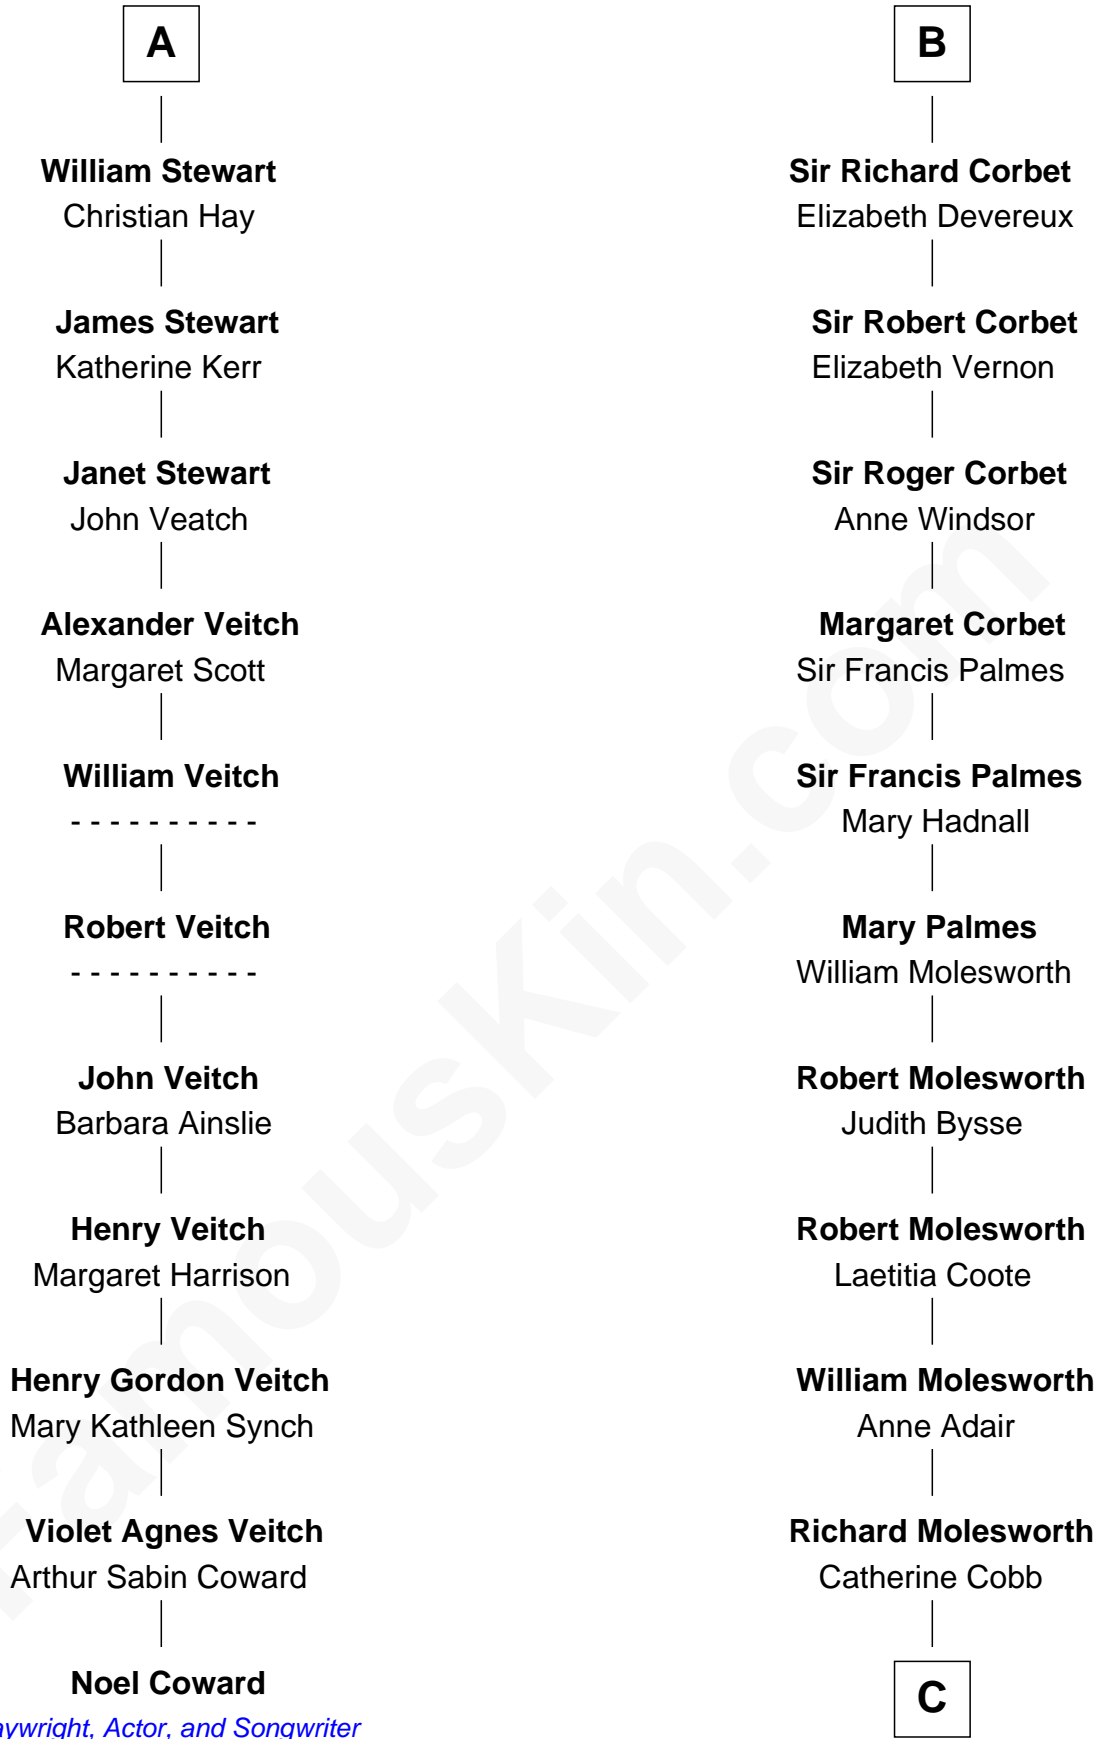 A
William Stewart
Christian Hay
James Stewart
Katherine Kerr
Janet Stewart
John Veatch
Alexander Veitch
Margaret Scott
William Veitch
- - - - - - - - - -
Robert Veitch
- - - - - - - - - -
John Veitch
Barbara Ainslie
Henry Veitch
Margaret Harrison
Henry Gordon Veitch
Mary Kathleen Synch
Violet Agnes Veitch
Arthur Sabin Coward
Noel Coward
aywright, Actor, and Songwriter
B
Sir Richard Corbet
Elizabeth Devereux
Sir Robert Corbet
Elizabeth Vernon
Sir Roger Corbet
Anne Windsor
Margaret Corbet
Sir Francis Palmes
Sir Francis Palmes
Mary Hadnall
Mary Palmes
William Molesworth
Robert Molesworth
Judith Bysse
Robert Molesworth
Laetitia Coote
William Molesworth
Anne Adair
Richard Molesworth
Catherine Cobb
C
FamousKin.com